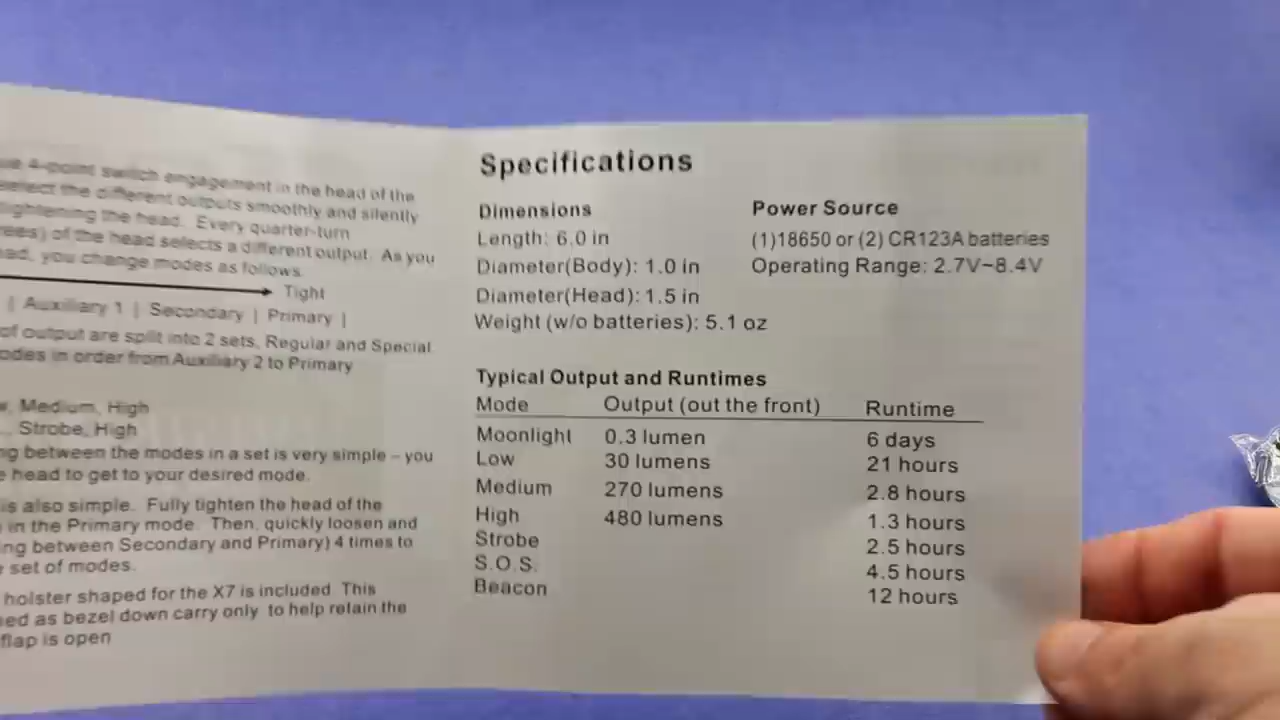 4-point switch engagement in the head of the
select the different outputs smoothly and silently
tightening the head. Every quarter-turn
of the head selects a different output. As you
you change modes as follows.
Tight
| Auxiliary 1 | Secondary | Primary |
of output are split into 2 sets, Regular and Special.
in order from Auxiliary 2 to Primary
Medium, High
Strobe, High
between the modes in a set is very simple – you
head to get to your desired mode.
is also simple. Fully tighten the head of the
in the Primary mode. Then, quickly loosen and
between Secondary and Primary) 4 times to
set of modes.
holster shaped for the X7 is included. This
as bezel down carry only to help retain the
flap is open
Specifications
Dimensions
Length: 6.0 in
Diameter(Body): 1.0 in
Diameter(Head): 1.5 in
Weight (w/o batteries): 5.1 oz
Power Source
(1)18650 or (2) CR123A batteries
Operating Range: 2.7V~8.4V
Typical Output and Runtimes
Mode Output (out the front) Runtime
Moonlight 0.3 lumen 6 days
Low 30 lumens 21 hours
Medium 270 lumens 2.8 hours
High 480 lumens 1.3 hours
Strobe 2.5 hours
S.O.S. 4.5 hours
Beacon 12 hours